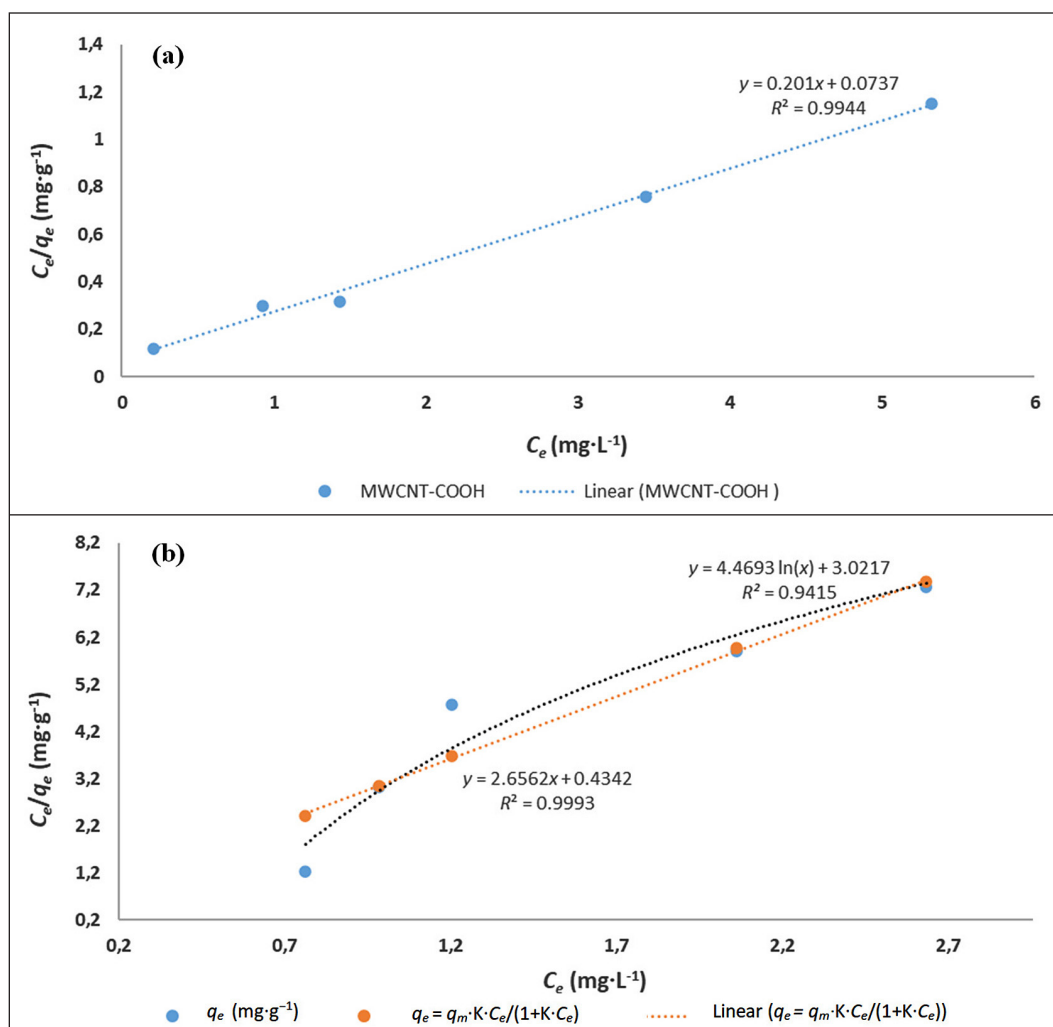 (a)
1,4
1,2
1
0,8
0,6
0,4
0,2
0
y = 0.201x + 0.0737
R² = 0.9944
Cₑ/qₑ (mg·g⁻¹)
0 1 2 3 4 5 6
Cₑ (mg·L⁻¹)
MWCNT-COOH Linear (MWCNT-COOH )
(b)
8,2
7,2
6,2
5,2
4,2
3,2
2,2
1,2
0,2
y = 4.4693 ln(x) + 3.0217
R² = 0.9415
y = 2.6562x + 0.4342
R² = 0.9993
Cₑ/qₑ (mg·g⁻¹)
0,2 0,7 1,2 1,7 2,2 2,7
Cₑ (mg·L⁻¹)
qₑ (mg·g⁻¹) qₑ = qₘ·K·Cₑ/(1+K·Cₑ) Linear (qₑ = qₘ·K·Cₑ/(1+K·Cₑ))